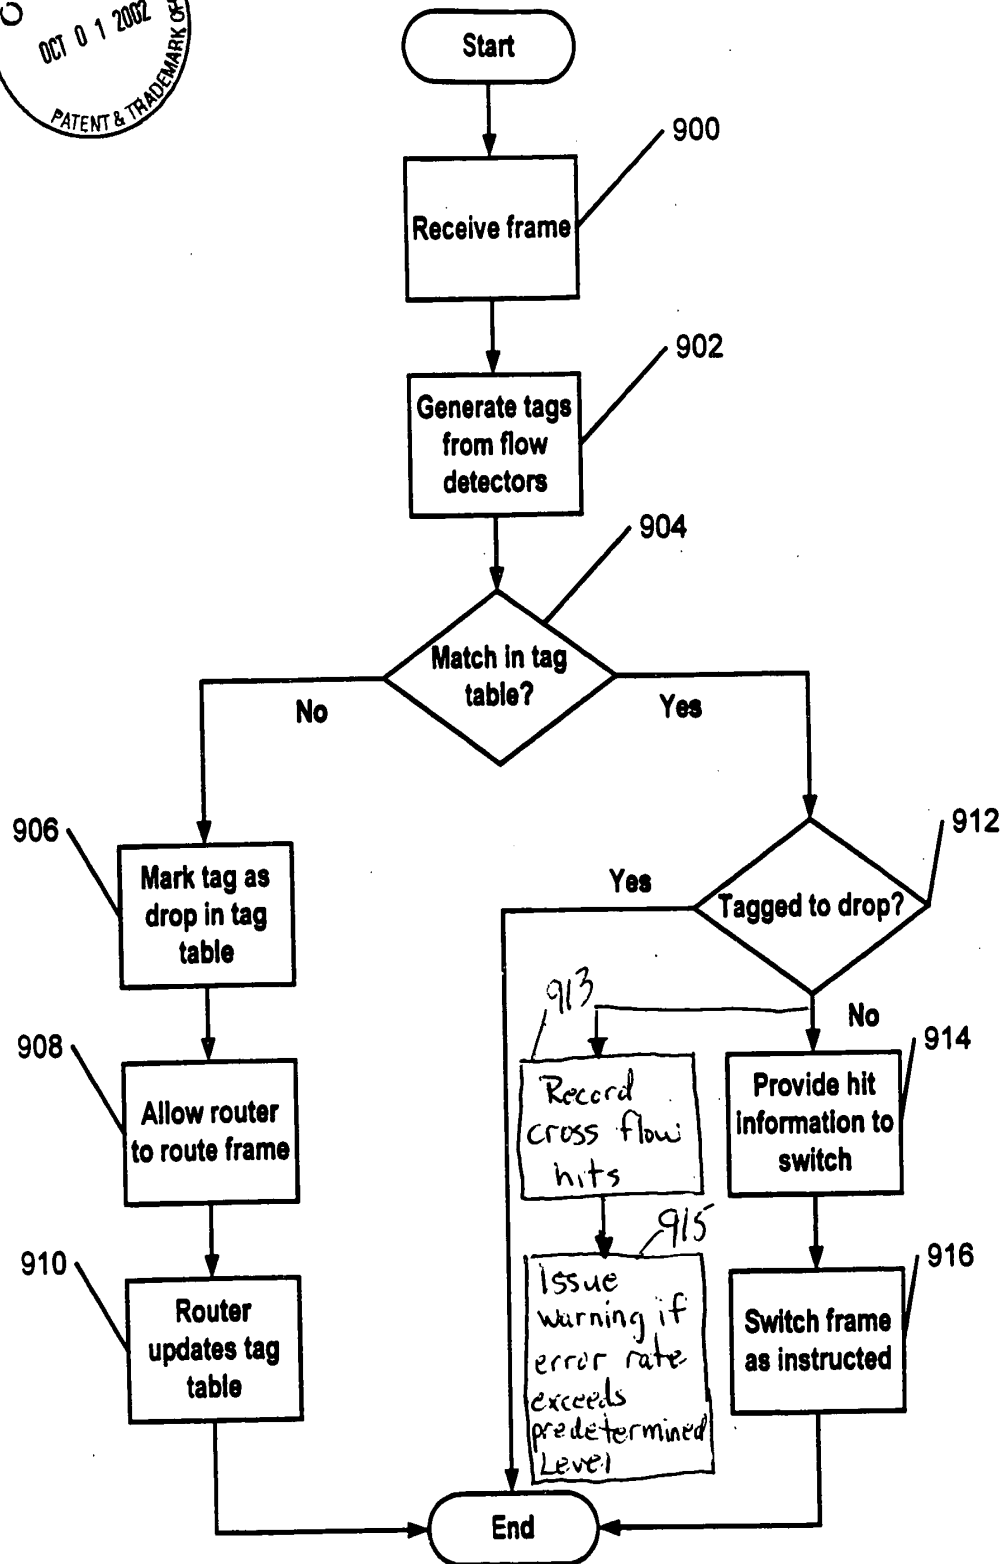 OCT 0 1 2002
PATENT & TRADEMARK OF
Start
900
Receive frame
902
Generate tags
from flow
detectors
904
Match in tag
table?
No
Yes
906
Mark tag as
drop in tag
table
912
Yes
Tagged to drop?
913
No
908
Allow router
to route frame
Record
cross flow
hits
914
Provide hit
information to
switch
915
910
Router
updates tag
table
Issue
warning if
error rate
exceeds
predetermined
Level
916
Switch frame
as instructed
End